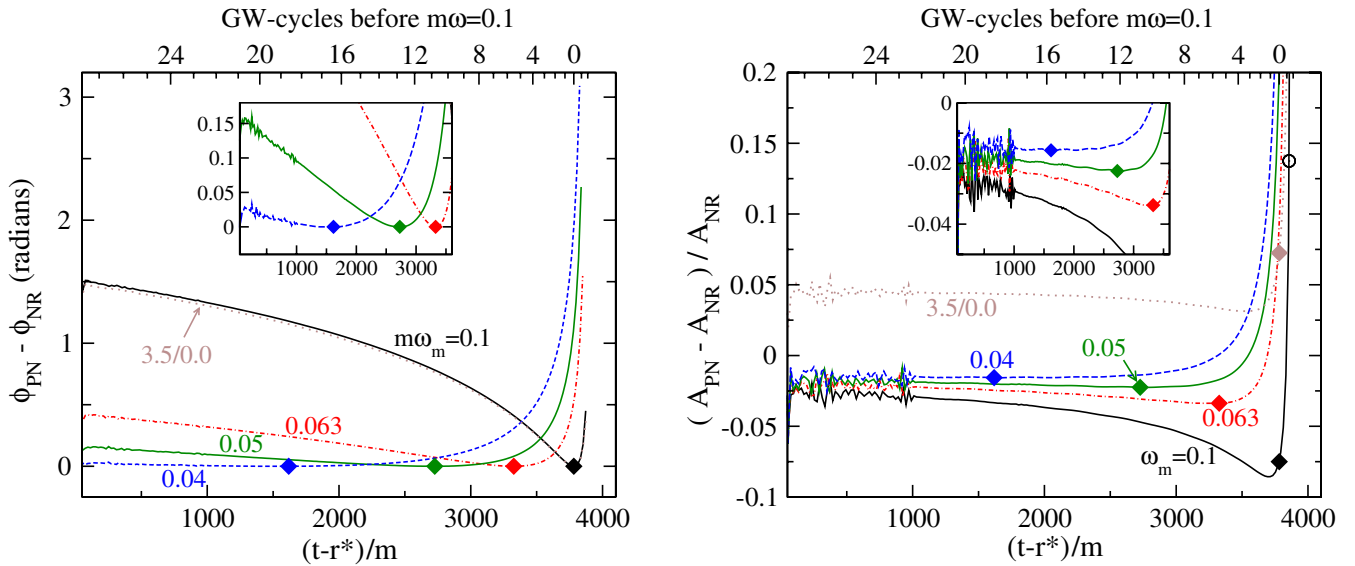 GW-cycles before mω=0.1
24 20 16 12 8 4 0
3
2
1
0
ϕPN - ϕNR (radians)
0.15
0.1
0.05
0
1000 2000 3000
3.5/0.0
mωm=0.1
0.063
0.05
0.04
1000 2000 3000 4000
(t-r*)/m
GW-cycles before mω=0.1
24 20 16 12 8 4 0
0.2
0.15
0.1
0.05
0
-0.05
-0.1
( APN - ANR ) / ANR
0
-0.02
-0.04
1000 2000 3000
3.5/0.0
0.04
0.05
0.063
ωm=0.1
1000 2000 3000 4000
(t-r*)/m